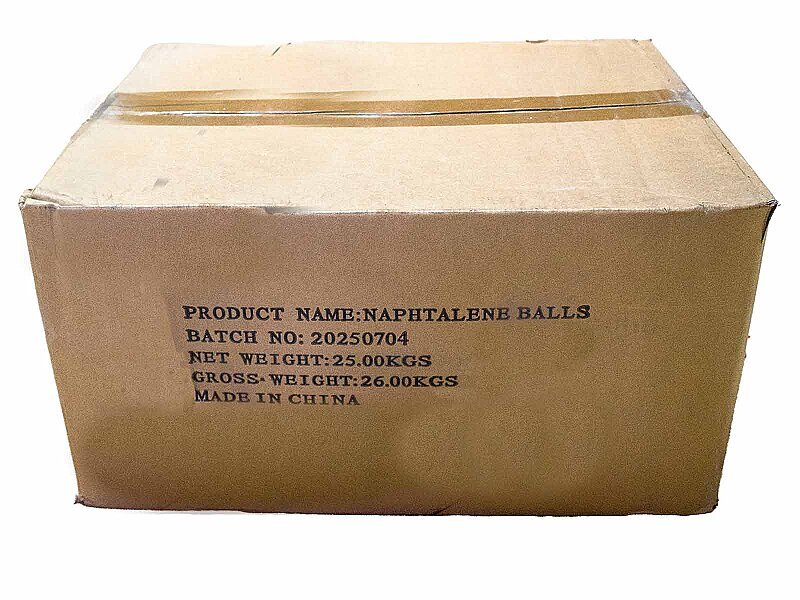 PRODUCT NAME:NAPHTALENE BALLS
BATCH NO: 20250704
NET WEIGHT:25.00KGS
GROSS-WEIGHT:26.00KGS
MADE IN CHINA